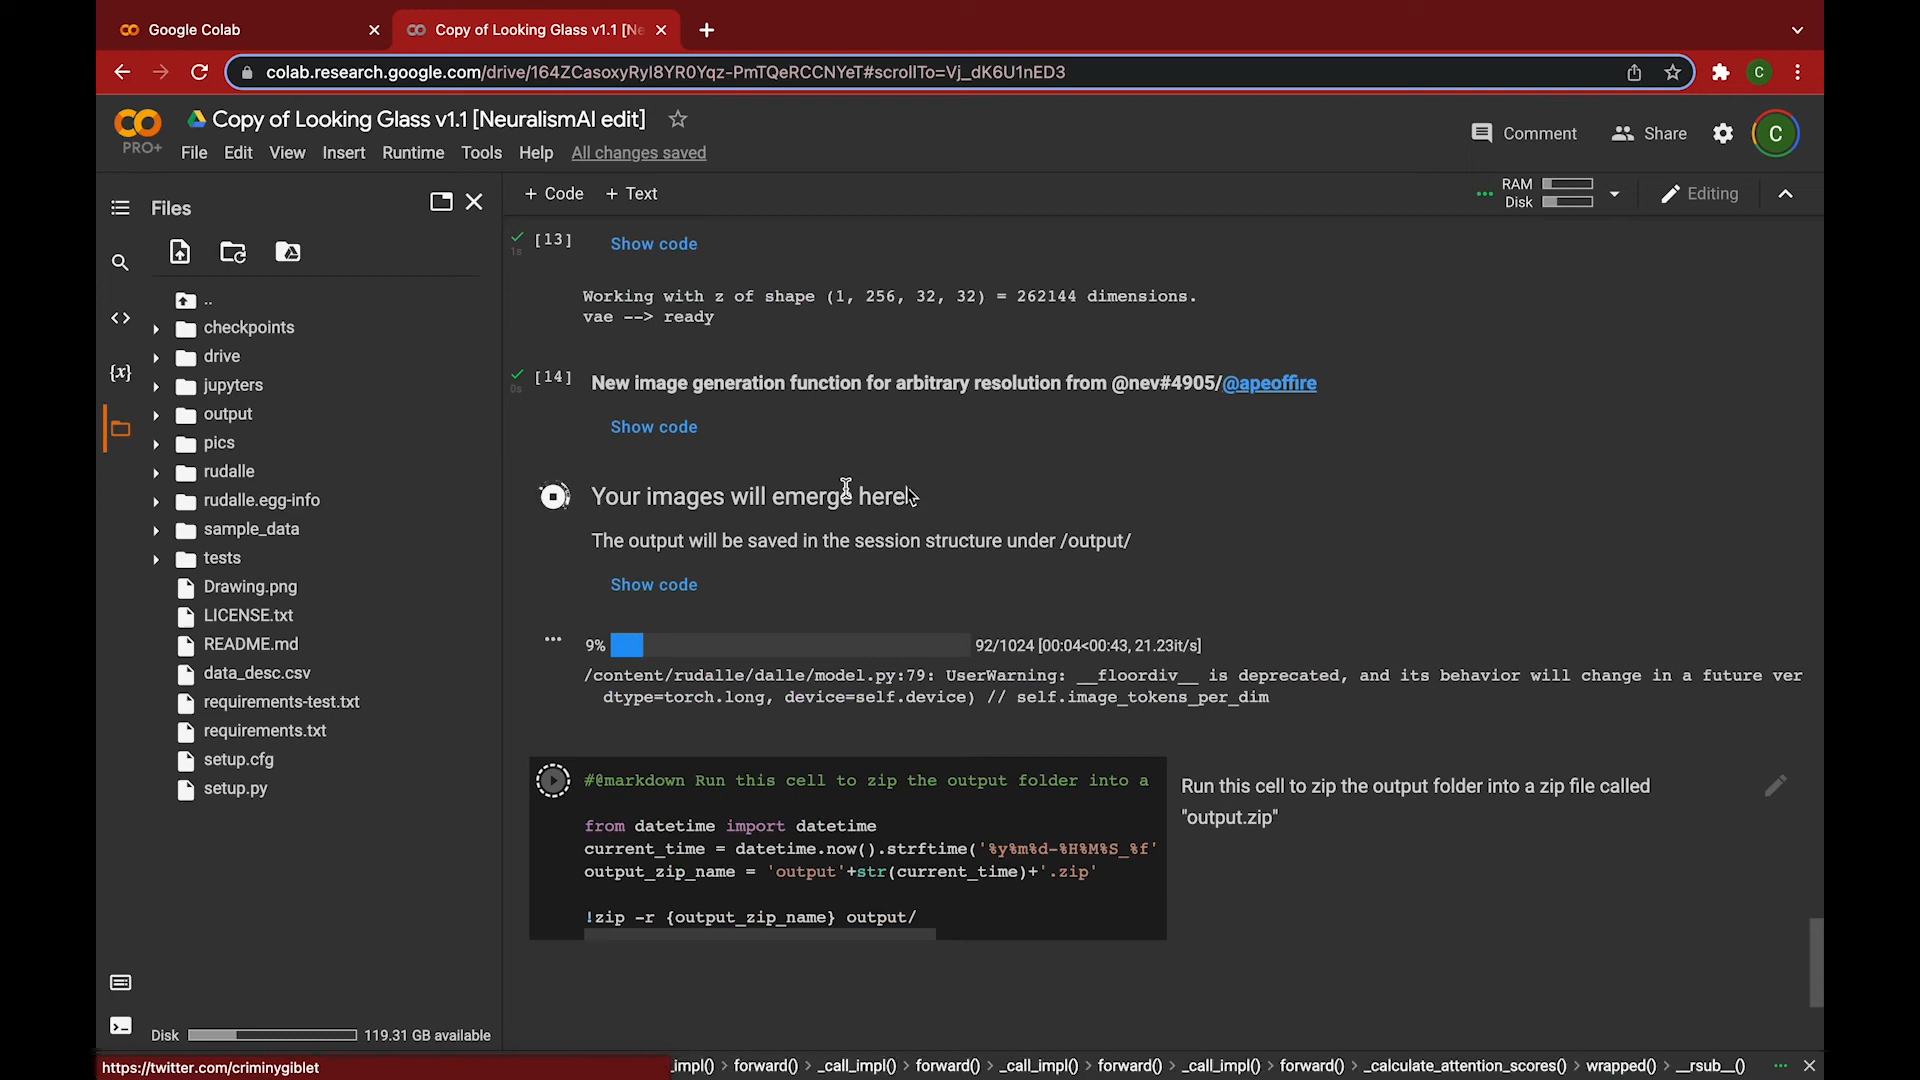 Google Colab
Copy of Looking Glass v1.1 [Ne
colab.research.google.com/drive/164ZCasoxyRyI8YR0Yqz-PmTQeRCCNYeT#scrollTo=Vj_dK6U1nED3
C
Copy of Looking Glass v1.1 [NeuralismAI edit]
PRO+
File Edit View Insert Runtime Tools Help All changes saved
Comment Share C
Files
+ Code + Text
RAM
Disk
Editing
..
checkpoints
drive
jupyters
output
pics
rudalle
rudalle.egg-info
sample_data
tests
Drawing.png
LICENSE.txt
README.md
data_desc.csv
requirements-test.txt
requirements.txt
setup.cfg
setup.py
Disk 119.31 GB available
{x}
[13] Show code
1s
Working with z of shape (1, 256, 32, 32) = 262144 dimensions.
vae --> ready
[14] New image generation function for arbitrary resolution from @nev#4905/@apeoffire
0s
Show code
Your images will emerge here
The output will be saved in the session structure under /output/
Show code
9% 92/1024 [00:04<00:43, 21.23it/s]
/content/rudalle/dalle/model.py:79: UserWarning: __floordiv__ is deprecated, and its behavior will change in a future ver
dtype=torch.long, device=self.device) // self.image_tokens_per_dim
#@markdown Run this cell to zip the output folder into a
from datetime import datetime
current_time = datetime.now().strftime('%y%m%d-%H%M%S_%f'
output_zip_name = 'output'+str(current_time)+'.zip'
!zip -r {output_zip_name} output/
Run this cell to zip the output folder into a zip file called
"output.zip"
https://twitter.com/criminygiblet
_impl() > forward() > _call_impl() > forward() > _call_impl() > forward() > _call_impl() > forward() > _calculate_attention_scores() > wrapped() > __rsub__()